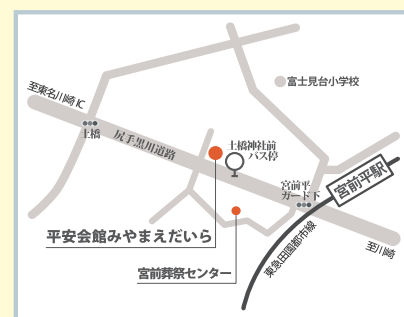 富士見台小学校
至東名川崎IC
土橋
尻手黒川道路
土橋神社前
バス停
宮前平
ガード下
宮前平駅
平安会館みやまえだいら
至川崎
宮前葬祭センター
東急田園都市線